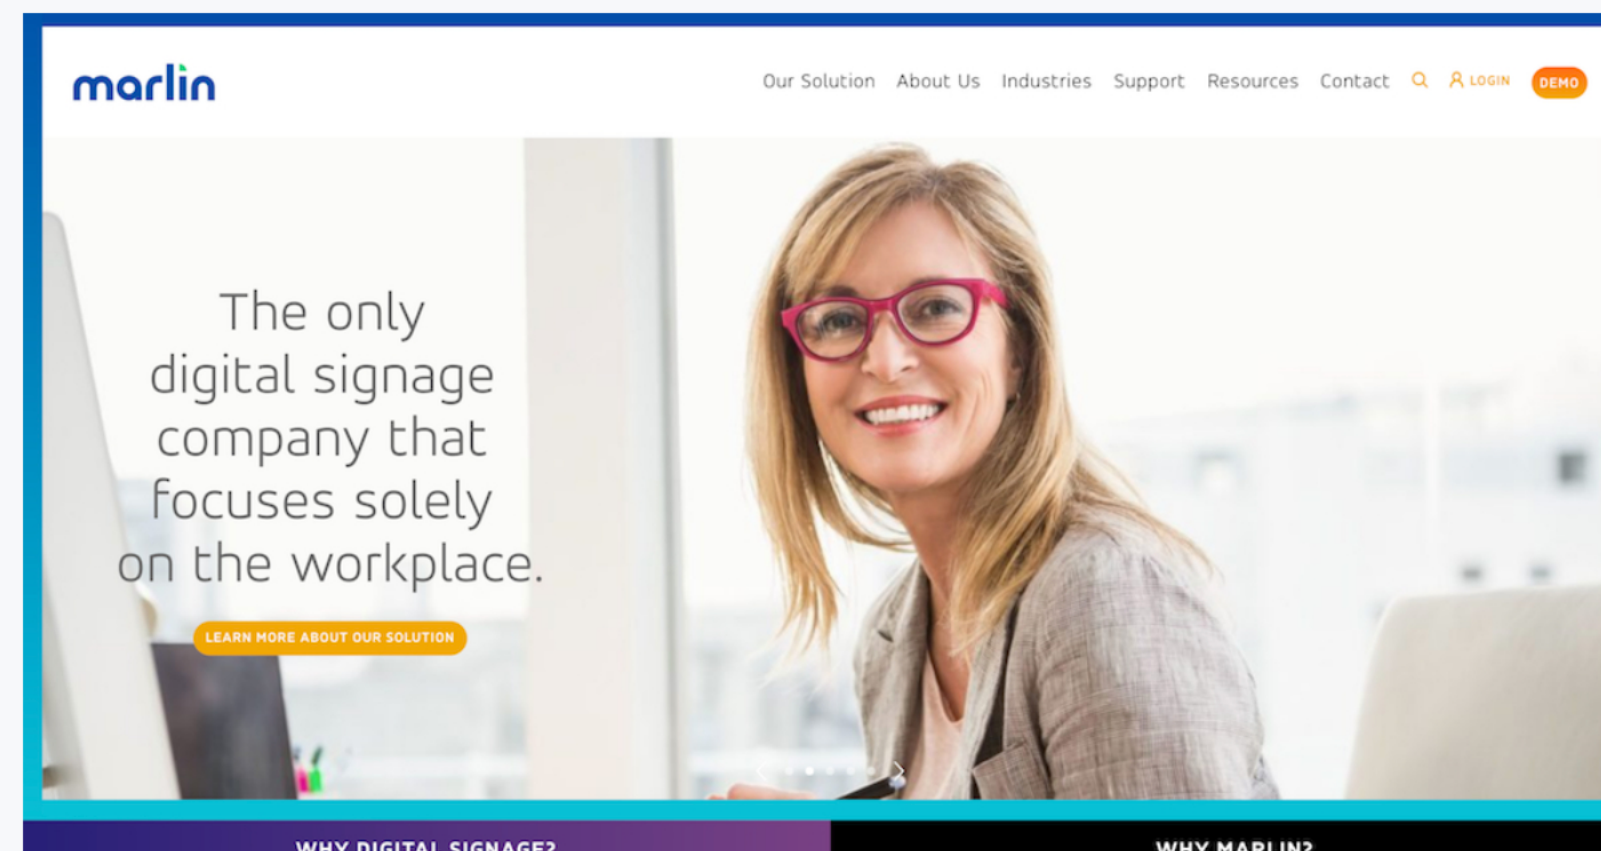 marlin
Our Solution About Us Industries Support Resources Contact LOGIN DEMO
The only
digital signage
company that
focuses solely
on the workplace.
LEARN MORE ABOUT OUR SOLUTION
WHY DIGITAL SIGNAGE?
WHY MARLIN?